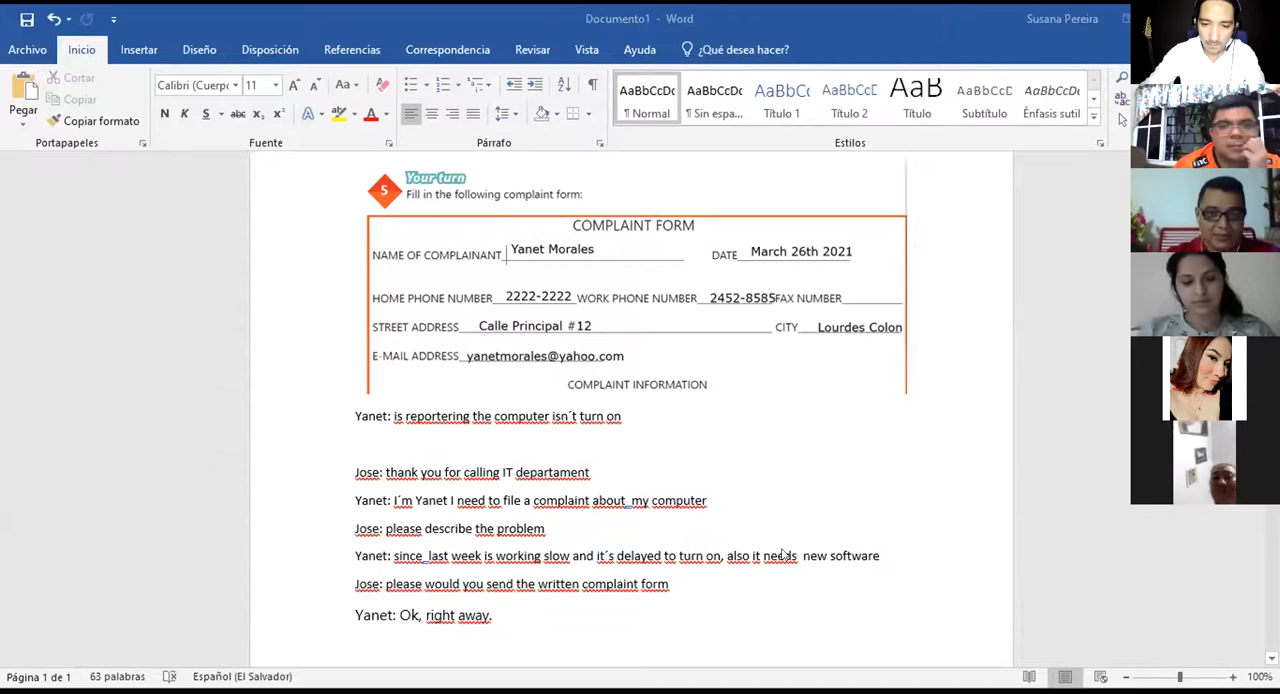 Documento1 - Word
Susana Pereira
Archivo Inicio Insertar Diseño Disposición Referencias Correspondencia Revisar Vista Ayuda ¿Qué desea hacer?
Pegar
Cortar
Copiar
Copiar formato
Portapapeles
Calibri (Cuerpo 11
Fuente
Párrafo
AaBbCcDc AaBbCcDc AaBbCc AaBbCcD AaB AaBbCcD AaBbCcDc
¶ Normal ¶ Sin espa... Título 1 Título 2 Título Subtítulo Énfasis sutil
Estilos
5 Your turn
Fill in the following complaint form:
COMPLAINT FORM
NAME OF COMPLAINANT Yanet Morales DATE March 26th 2021
HOME PHONE NUMBER 2222-2222 WORK PHONE NUMBER 2452-8585 FAX NUMBER
STREET ADDRESS Calle Principal #12 CITY Lourdes Colon
E-MAIL ADDRESS yanetmorales@yahoo.com
COMPLAINT INFORMATION
Yanet: is reportering the computer isn´t turn on
Jose: thank you for calling IT departament
Yanet: I´m Yanet I need to file a complaint about my computer
Jose: please describe the problem
Yanet: since last week is working slow and it´s delayed to turn on, also it needs new software
Jose: please would you send the written complaint form
Yanet: Ok, right away.
Página 1 de 1 63 palabras Español (El Salvador) 100%